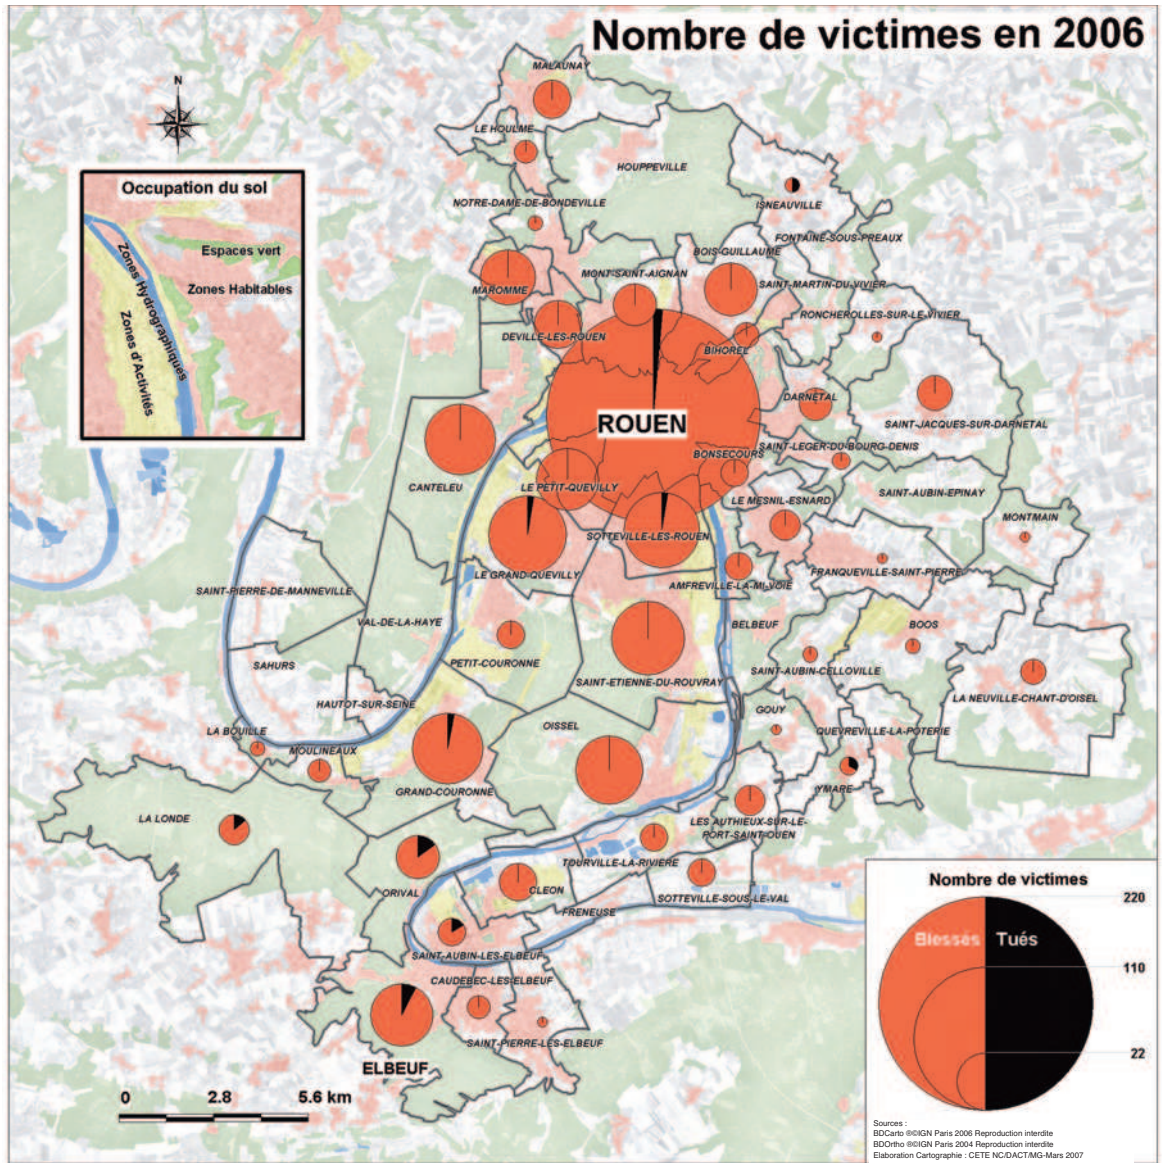 Nombre de victimes en 2006
N
MALAUNAY
LE HOULME
HOUPPEVILLE
ISNEAUVILLE
NOTRE-DAME-DE-BONDEVILLE
FONTAINE-SOUS-PREAUX
BOIS-GUILLAUME
MONT-SAINT-AIGNAN
MAROMME
SAINT-MARTIN-DU-VIVIER
RONCHEROLLES-SUR-LE-VIVIER
DEVILLE-LES-ROUEN
BIHOREL
DARNETAL
ROUEN
SAINT-JACQUES-SUR-DARNETAL
SAINT-LEGER-DU-BOURG-DENIS
BONSECOURS
CANTELEU
LE PETIT-QUEVILLY
LE MESNIL-ESNARD
SAINT-AUBIN-EPINAY
MONTMAIN
SOTTEVILLE-LES-ROUEN
LE GRAND-QUEVILLY
FRANQUEVILLE-SAINT-PIERRE
AMFREVILLE-LA-MI-VOIE
SAINT-PIERRE-DE-MANNEVILLE
VAL-DE-LA-HAYE
BELBEUF
BOOS
PETIT-COURONNE
SAHURS
SAINT-AUBIN-CELLOVILLE
SAINT-ETIENNE-DU-ROUVRAY
LA NEUVILLE-CHANT-D'OISEL
HAUTOT-SUR-SEINE
GOUY
OISSEL
LA BOUILLE
QUEVREVILLE-LA-POTERIE
MOULINEAUX
GRAND-COURONNE
YMARE
LA LONDE
LES AUTHIEUX-SUR-LE-
PORT-SAINT-OUEN
TOURVILLE-LA-RIVIERE
ORIVAL
CLEON
SOTTEVILLE-SOUS-LE-VAL
FRENEUSE
SAINT-AUBIN-LES-ELBEUF
CAUDEBEC-LES-ELBEUF
SAINT-PIERRE-LES-ELBEUF
ELBEUF
Occupation du sol
Espaces vert
Zones Hydrographiques
Zones Habitables
Zones d'Activités
0 2.8 5.6 km
Nombre de victimes
220
Blessés Tués
110
22
Sources :
BDCarto ®©IGN Paris 2006 Reproduction interdite
BDOrtho ®©IGN Paris 2004 Reproduction interdite
Elaboration Cartographie : CETE NC/DACT/MG-Mars 2007